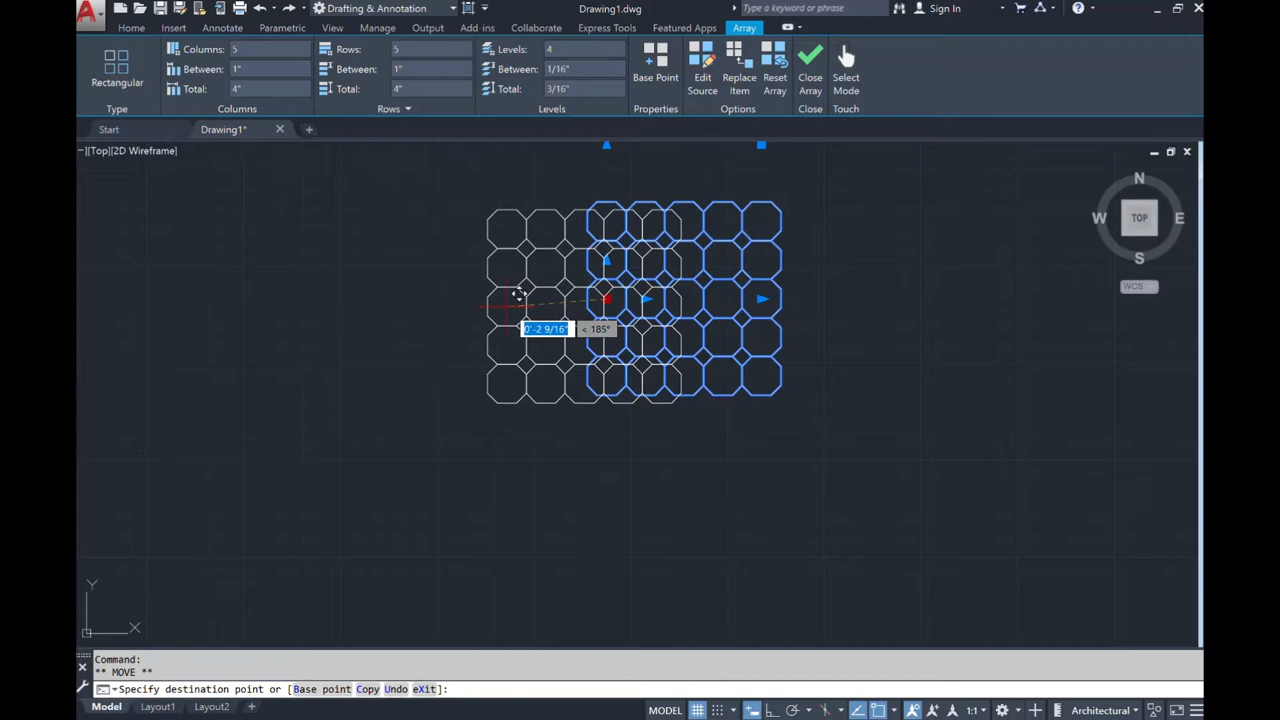 Drafting & Annotation
Drawing1.dwg
Type a keyword or phrase
Sign In
Home Insert Annotate Parametric View Manage Output Add-ins Collaborate Express Tools Featured Apps Array
Columns: 5 Rows: 5 Levels: 4
Between: 1" Between: 1" Between: 1/16"
Total: 4" Total: 4" Total: 3/16"
Rectangular
Base Point
Edit Source
Replace Item
Reset Array
Close Array
Select Mode
Type Columns Rows Levels Properties Options Close Touch
Start Drawing1*
–][Top][2D Wireframe]
N
W TOP E
S
WCS
0'-2 9/16" < 185°
Y
X
Command:
** MOVE **
Specify destination point or [Base point Copy Undo eXit]:
Model Layout1 Layout2 +
MODEL 1:1 Architectural